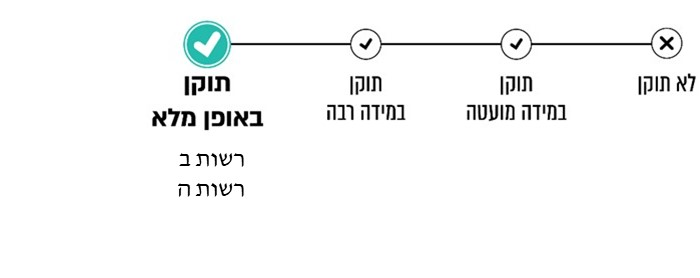 לא תוקן
תוקן
במידה מועטה
תוקן
במידה רבה
תוקן
באופן מלא
רשות ב
רשות ה